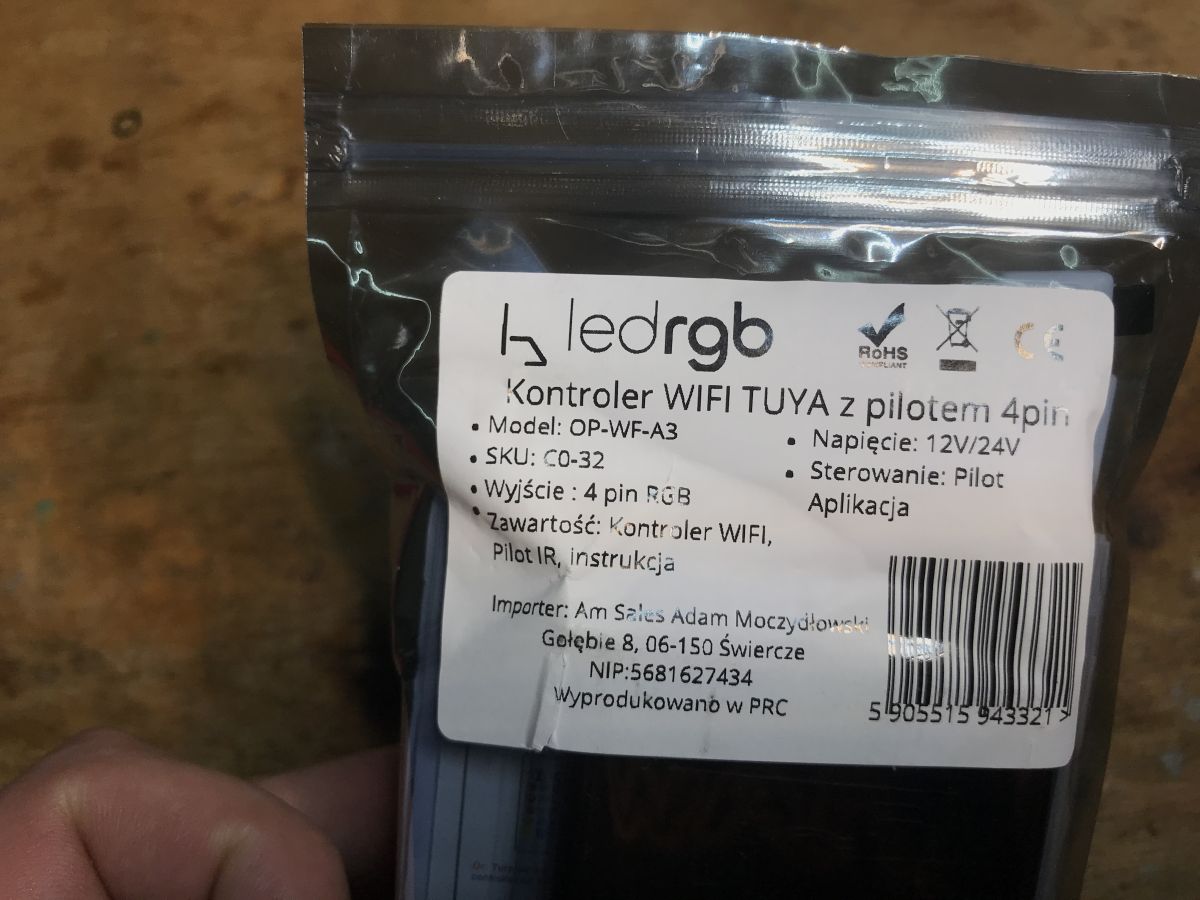 ledrgb
RoHS
COMPLIANT
CE
Kontroler WIFI TUYA z pilotem 4pin
• Model: OP-WF-A3
• SKU: C0-32
• Wyjście : 4 pin RGB
• Zawartość: Kontroler WIFI,
Pilot IR, instrukcja
• Napięcie: 12V/24V
• Sterowanie: Pilot
Aplikacja
Importer: Am Sales Adam Moczydłowski
Gołębie 8, 06-150 Świercze
NIP:5681627434
Wyprodukowano w PRC
5 905515 943321 >